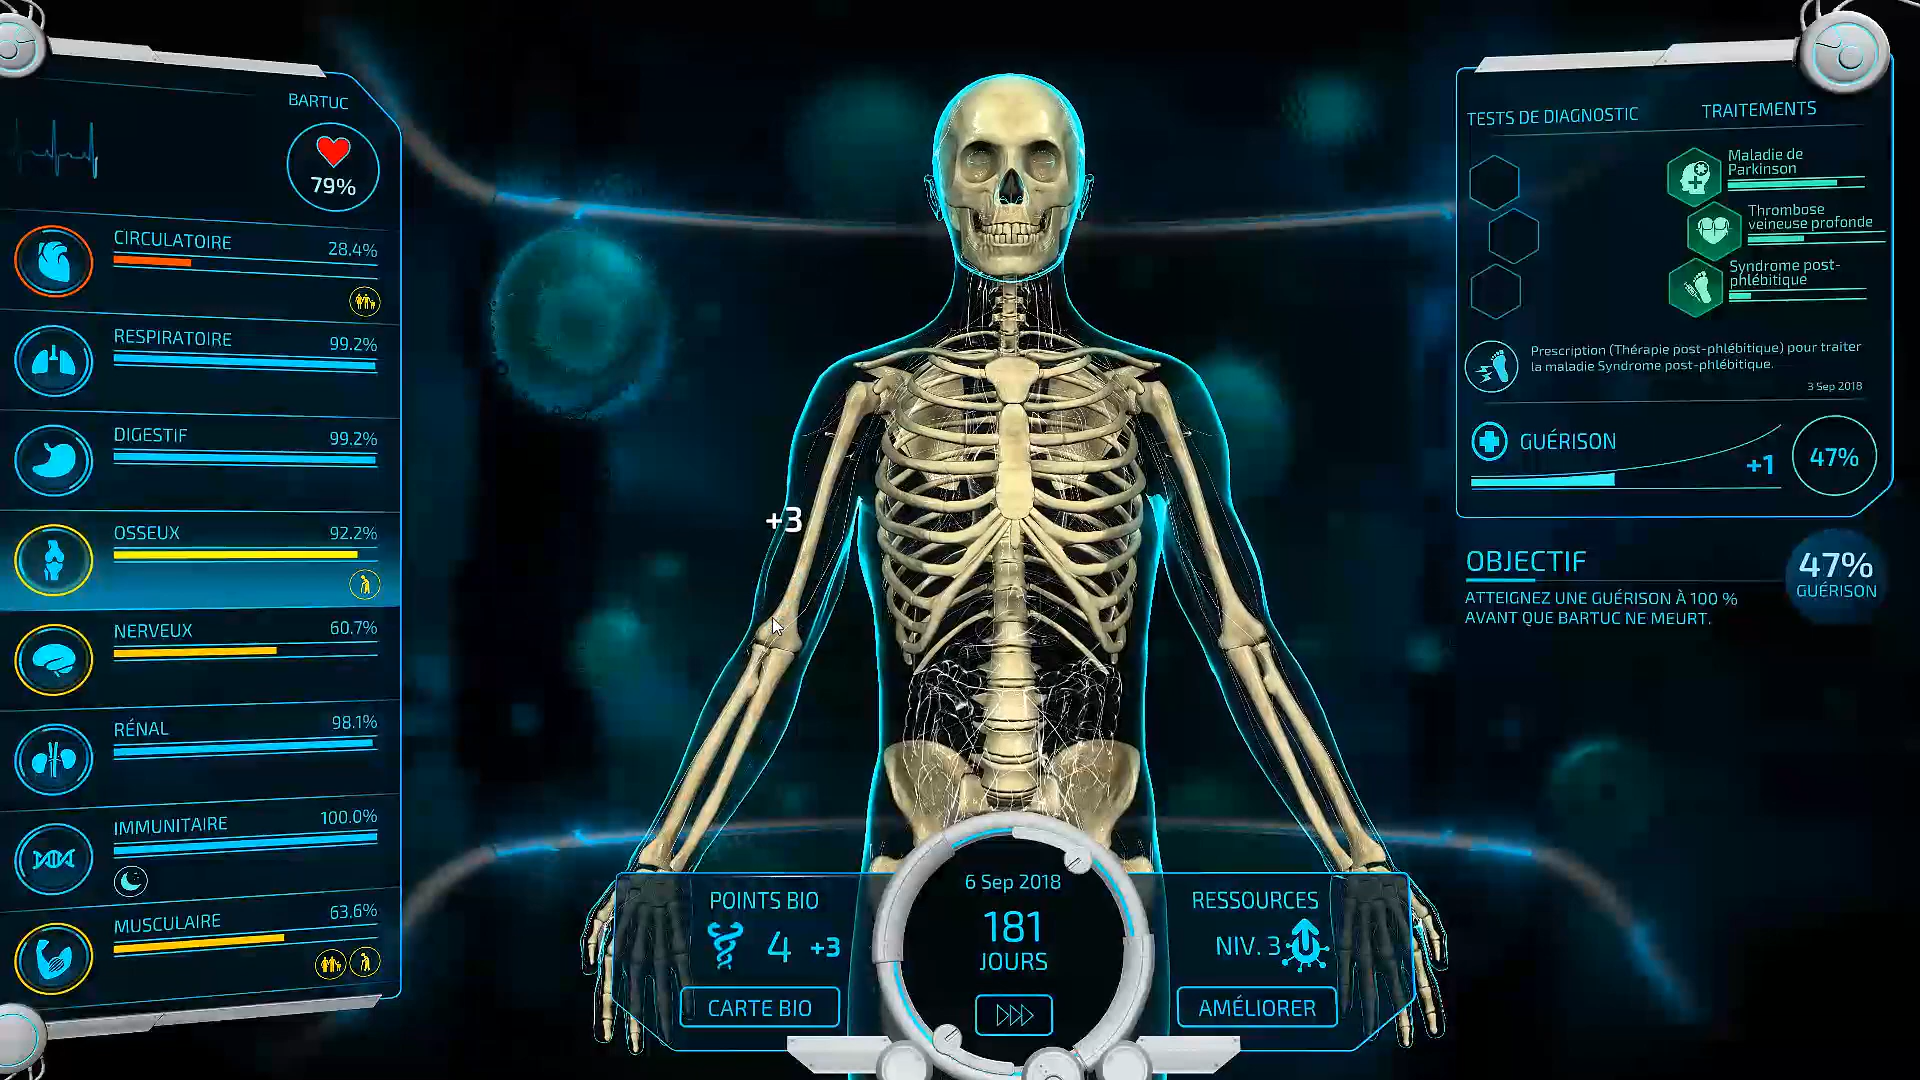 BARTUC
79%
CIRCULATOIRE
28.4%
RESPIRATOIRE
99.2%
DIGESTIF
99.2%
OSSEUX
92.2%
NERVEUX
60.7%
RÉNAL
98.1%
IMMUNITAIRE
100.0%
MUSCULAIRE
63.6%
+3
POINTS BIO
4 +3
CARTE BIO
6 Sep 2018
181
JOURS
RESSOURCES
NIV. 3
AMÉLIORER
TESTS DE DIAGNOSTIC
TRAITEMENTS
Maladie de
Parkinson
Thrombose
veineuse profonde
Syndrome post-
phlébitique
Prescription (Thérapie post-phlébitique) pour traiter
la maladie Syndrome post-phlébitique.
3 Sep 2018
GUÉRISON
+1
47%
OBJECTIF
ATTEIGNEZ UNE GUÉRISON À 100 %
AVANT QUE BARTUC NE MEURT.
47%
GUÉRISON